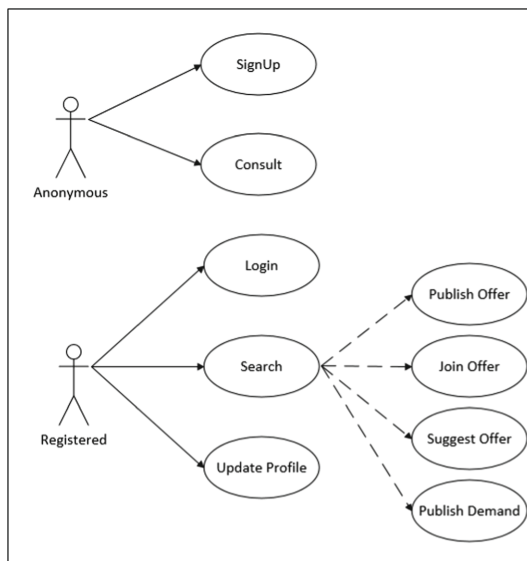 SignUp
Consult
Anonymous
Login
Publish Offer
Search
Join Offer
Registered
Suggest Offer
Update Profile
Publish Demand